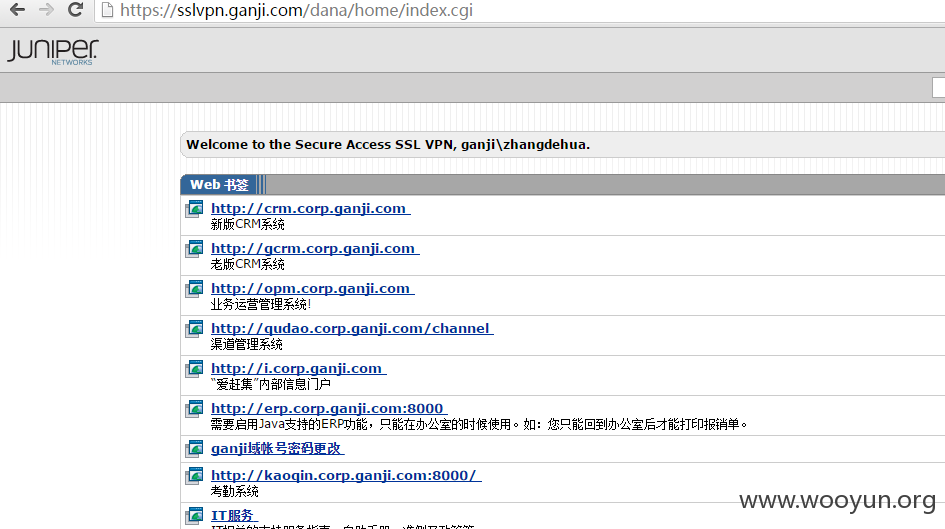 https://sslvpn.ganji.com/dana/home/index.cgi
JUNIPER
NETWORKS
Welcome to the Secure Access SSL VPN, ganji\zhangdehua.
Web 书签
http://crm.corp.ganji.com
新版CRM系统
http://gcrm.corp.ganji.com
老版CRM系统
http://opm.corp.ganji.com
业务运营管理系统!
http://qudao.corp.ganji.com/channel
渠道管理系统
http://i.corp.ganji.com
“爱赶集”内部信息门户
http://erp.corp.ganji.com:8000
需要启用Java支持的ERP功能，只能在办公室的时候使用。如：您只能回到办公室后才能打印报销单。
ganji域帐号密码更改
http://kaoqin.corp.ganji.com:8000/
考勤系统
IT服务
www.wooyun.org